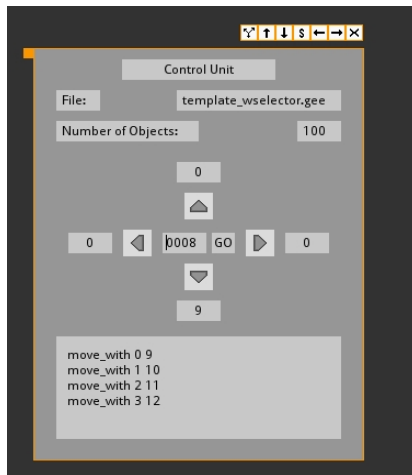 s
Control Unit
File: template_wselector.gee
Number of Objects: 100
0
0 0008 GO 0
9
move_with 0 9
move_with 1 10
move_with 2 11
move_with 3 12